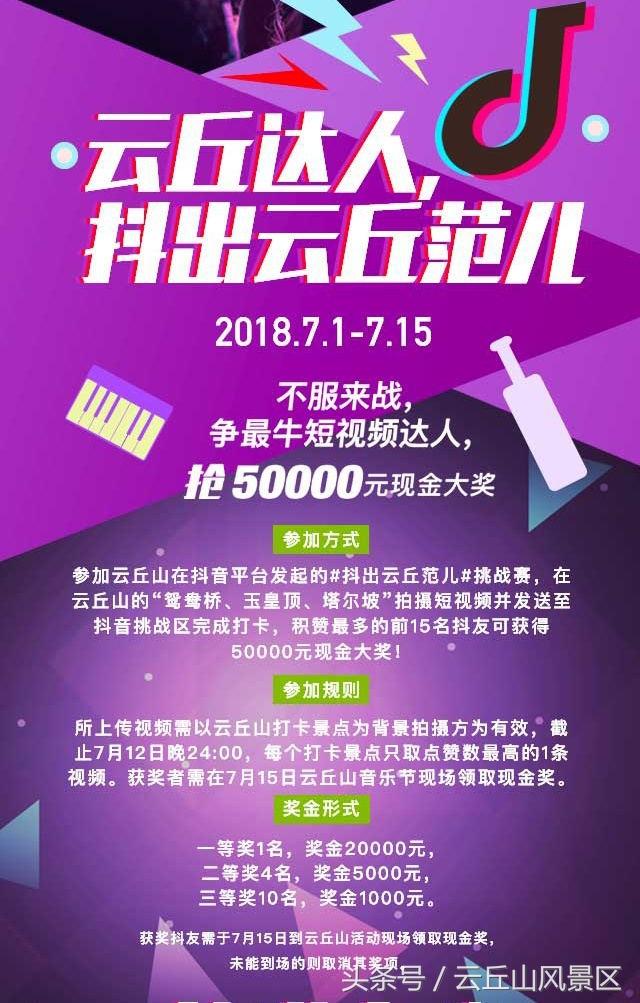 云丘达人，
抖出云丘范儿
2018.7.1-7.15
不服来战，
争最牛短视频达人，
抢50000元现金大奖
参加方式
参加云丘山在抖音平台发起的#抖出云丘范儿#挑战赛，在
云丘山的“鸳鸯桥、玉皇顶、塔尔坡”拍摄短视频并发送至
抖音挑战区完成打卡，积赞最多的前15名抖友可获得
50000元现金大奖！
参加规则
所上传视频需以云丘山打卡景点为背景拍摄方为有效，截
止7月12日晚24:00，每个打卡景点只取点赞数最高的1条
视频。获奖者需在7月15日云丘山音乐节现场领取现金奖。
奖金形式
一等奖1名，奖金20000元，
二等奖4名，奖金5000元，
三等奖10名，奖金1000元。
获奖抖友需于7月15日到云丘山活动现场领取现金奖，
未能到场的则取消其奖项。
头条号/云丘山风景区